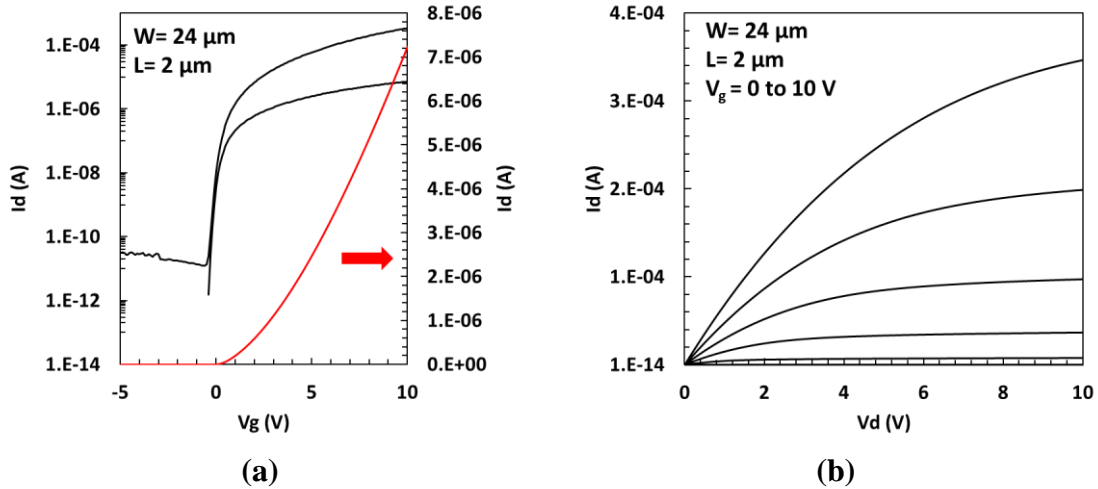 W= 24 µm
L= 2 µm
1.E-04
1.E-06
1.E-08
1.E-10
1.E-12
1.E-14
Id (A)
-5
0
5
10
Vg (V)
8.E-06
7.E-06
6.E-06
5.E-06
4.E-06
3.E-06
2.E-06
1.E-06
0.E+00
Id (A)
(a)
W= 24 µm
L= 2 µm
Vg = 0 to 10 V
4.E-04
3.E-04
2.E-04
1.E-04
1.E-14
Id (A)
0
2
4
6
8
10
Vd (V)
(b)